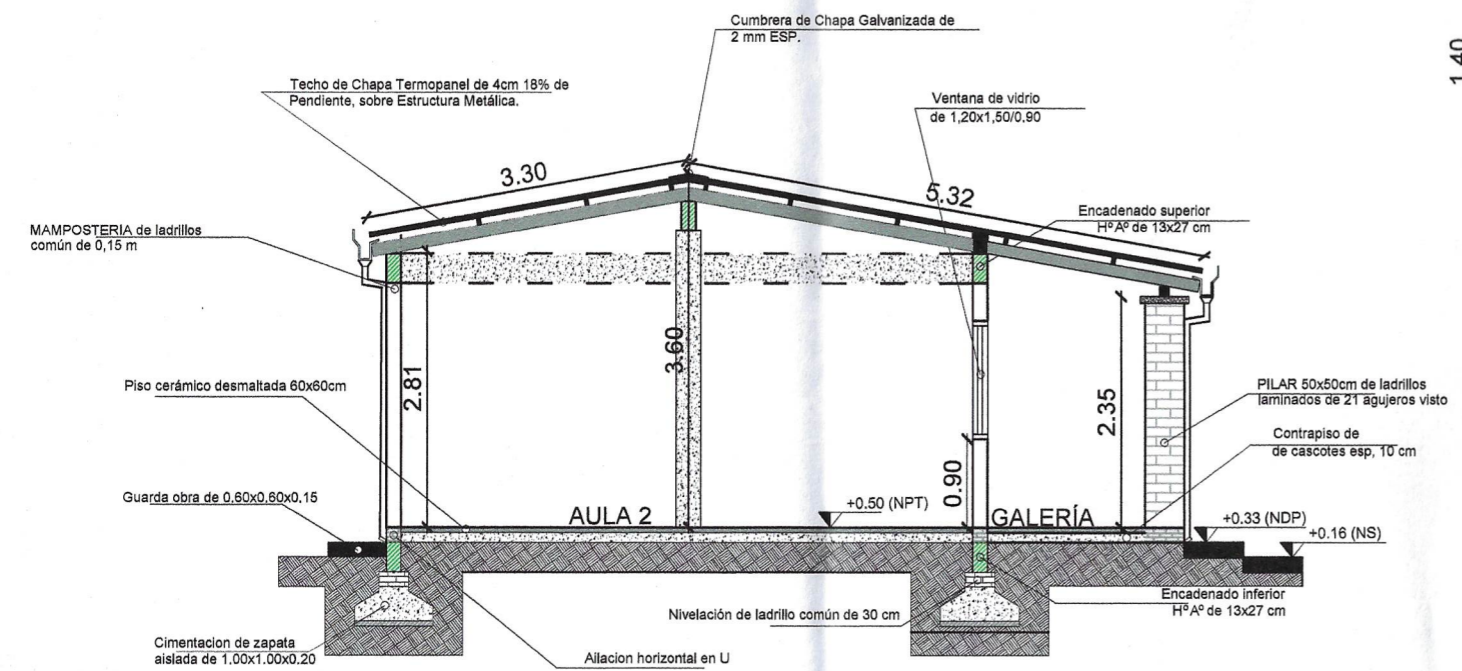 Cumbrera de Chapa Galvanizada de
2 mm ESP.
1.40
Techo de Chapa Termopanel de 4cm 18% de
Pendiente, sobre Estructura Metálica.
Ventana de vidrio
de 1,20x1,50/0.90
3.30
5.32
Encadenado superior
HºAº de 13x27 cm
MAMPOSTERIA de ladrillos
común de 0,15 m
3.60
2.81
2.35
Piso cerámico desmaltada 60x60cm
PILAR 50x50cm de ladrillos
laminados de 21 agujeros visto
Contrapiso de
de cascotes esp, 10 cm
0.90
Guarda obra de 0,60x0,60x0,15
AULA 2
+0.50 (NPT)
GALERÍA
+0.33 (NDP)
+0.16 (NS)
Encadenado inferior
HºAº de 13x27 cm
Nivelación de ladrillo común de 30 cm
Cimentacion de zapata
aislada de 1.00x1.00x0.20
Ailacion horizontal en U